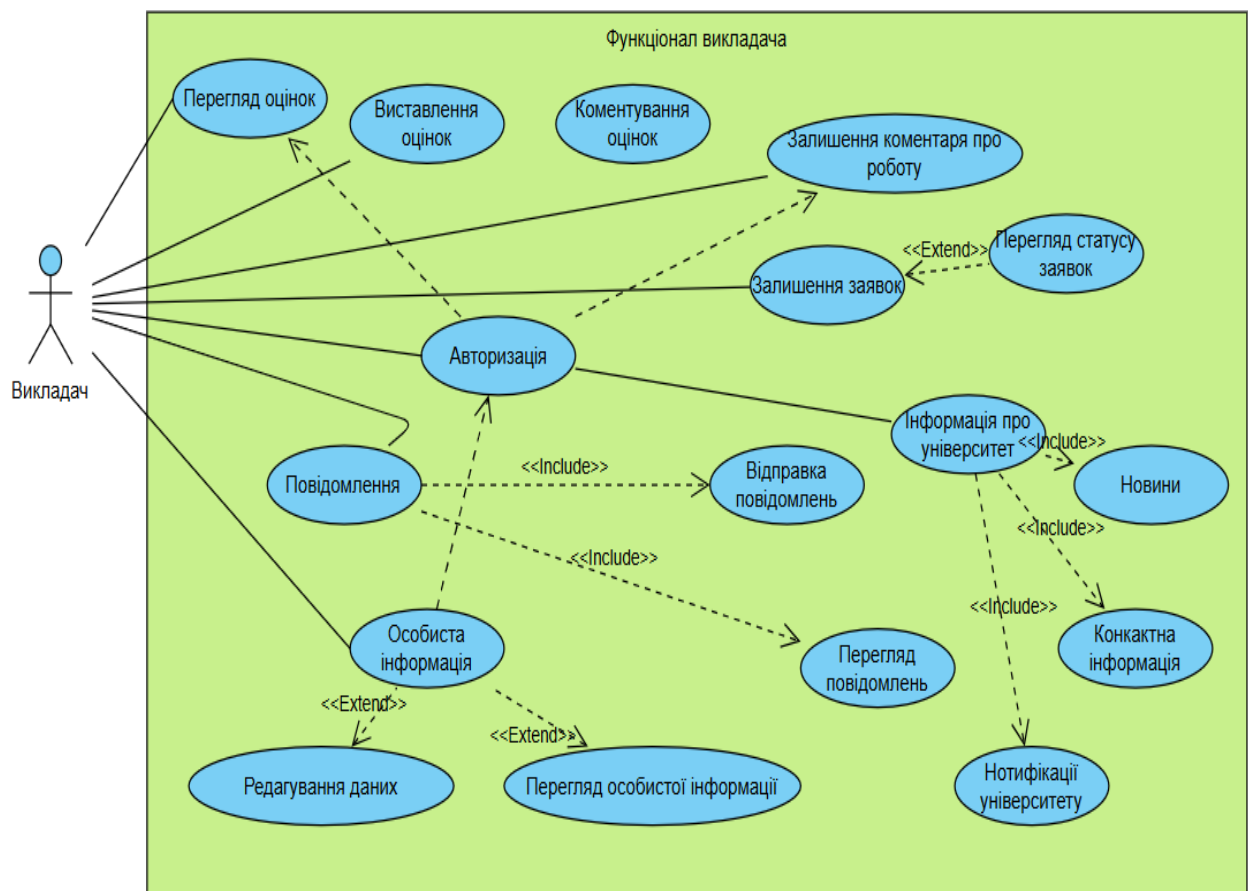 Функціонал викладача
Перегляд оцінок
Виставлення
оцінок
Коментування
оцінок
Залишення коментаря про
роботу
<<Extend>>
Перегляд статусу
заявок
Залишення заявок
Авторизація
Викладач
Інформація про
університет
<<Include>>
Новини
Повідомлення
<<Include>>
Відправка
повідомлень
<<Include>>
<<Include>>
<<Include>>
Особиста
інформація
Перегляд
повідомлень
Конкактна
інформація
<<Extend>>
<<Extend>>
Редагування даних
Перегляд особистої інформації
Нотифікації
університету